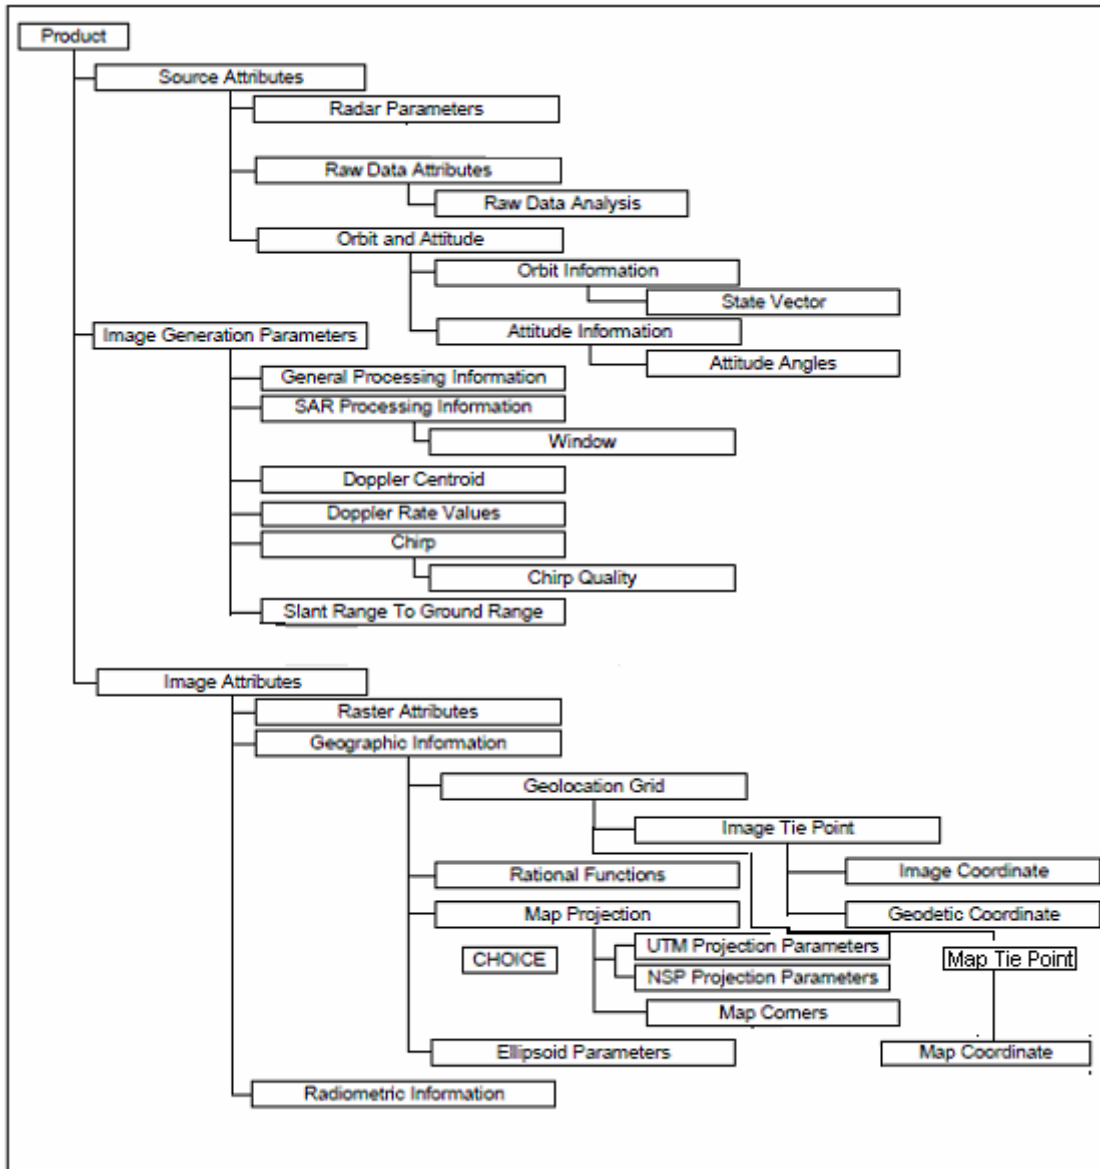 Product
Source Attributes
Radar Parameters
Raw Data Attributes
Raw Data Analysis
Orbit and Attitude
Orbit Information
State Vector
Attitude Information
Image Generation Parameters
Attitude Angles
General Processing Information
SAR Processing Information
Window
Doppler Centroid
Doppler Rate Values
Chirp
Chirp Quality
Slant Range To Ground Range
Image Attributes
Raster Attributes
Geographic Information
Geolocation Grid
Image Tie Point
Image Coordinate
Rational Functions
Map Projection
Geodetic Coordinate
UTM Projection Parameters
CHOICE
Map Tie Point
NSP Projection Parameters
Map Corners
Ellipsoid Parameters
Map Coordinate
Radiometric Information